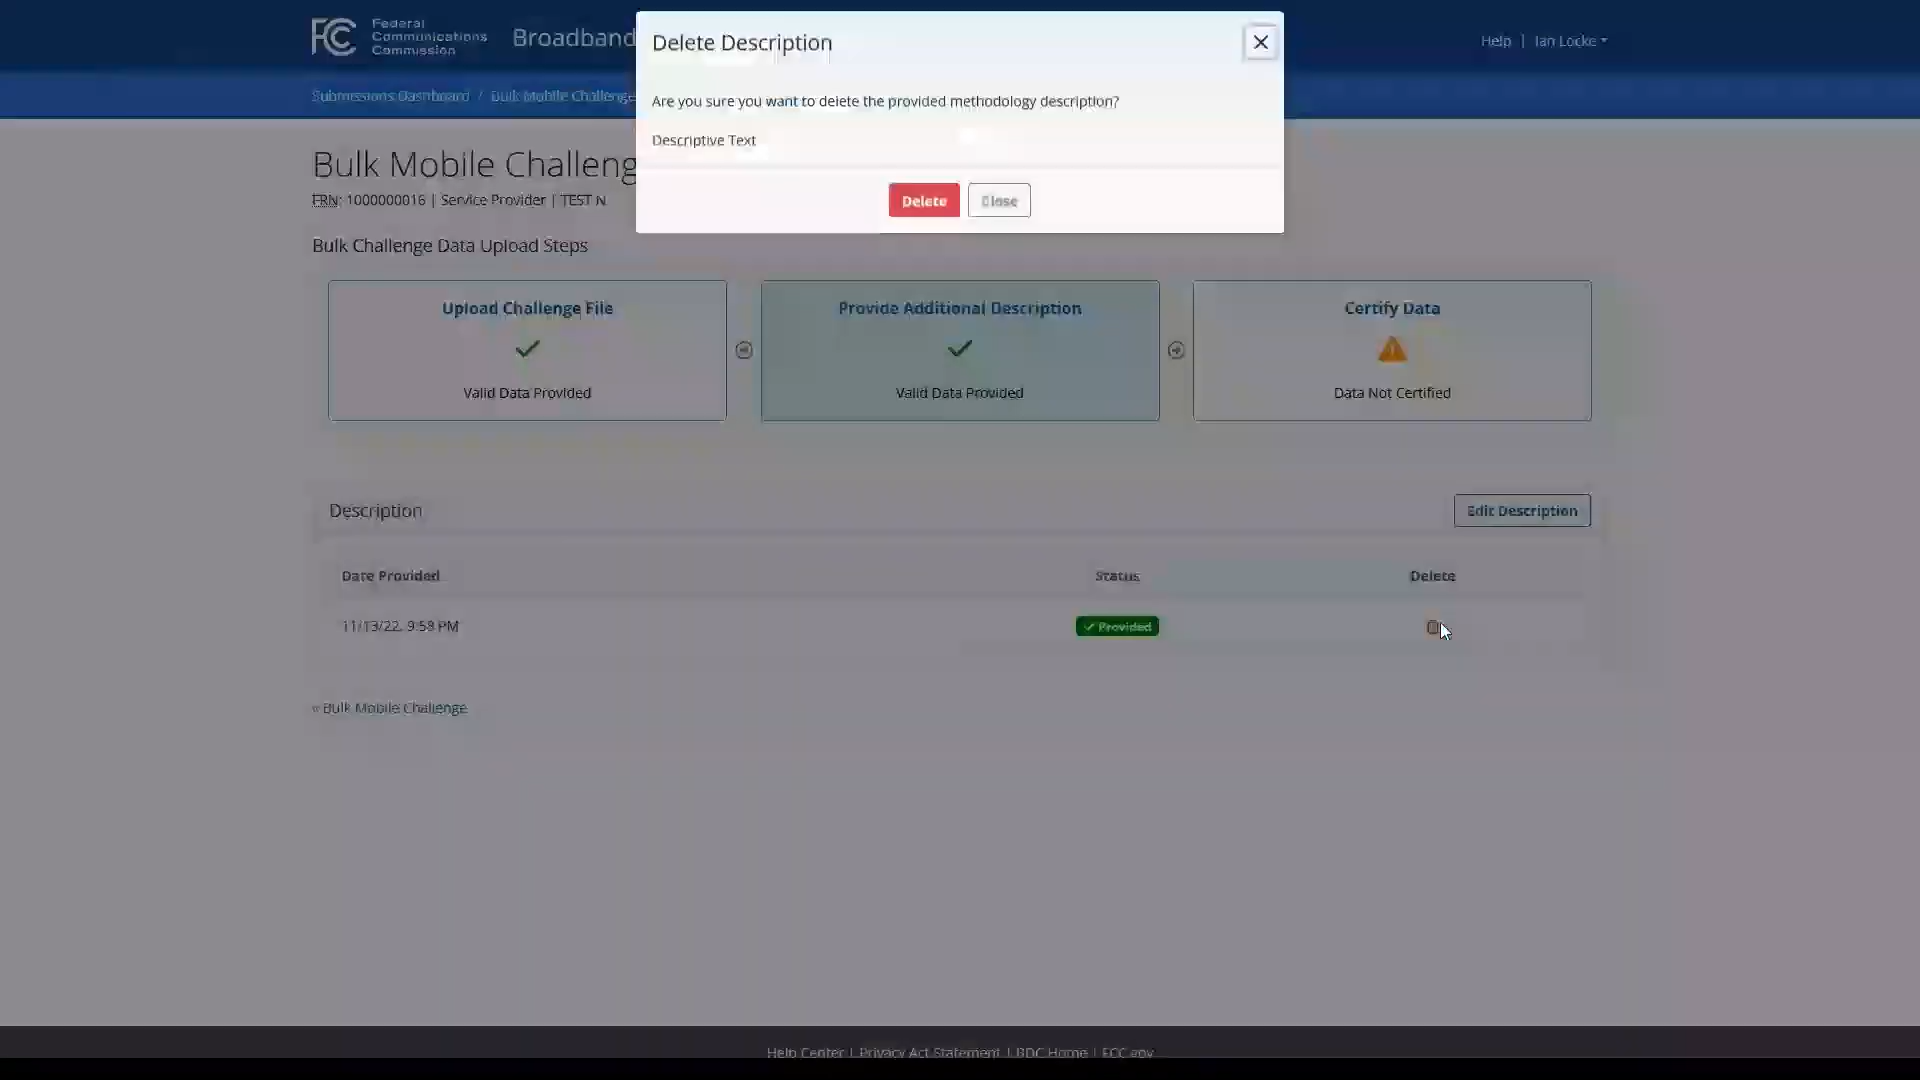 Federal
Communications
Commission
Broadband
Help | Ian Locke
Submissions Dashboard / Bulk Mobile Challenge
Delete Description
Are you sure you want to delete the provided methodology description?
Descriptive Text
Delete Close
Bulk Mobile Challeng
FRN: 1000000016 | Service Provider | TEST N
Bulk Challenge Data Upload Steps
Upload Challenge File
Valid Data Provided
Provide Additional Description
Valid Data Provided
Certify Data
Data Not Certified
Description
Edit Description
Date Provided Status Delete
11/13/22, 9:58 PM ✓ Provided
« Bulk Mobile Challenge
Help Center | Privacy Act Statement | BDC Home | FCC.gov